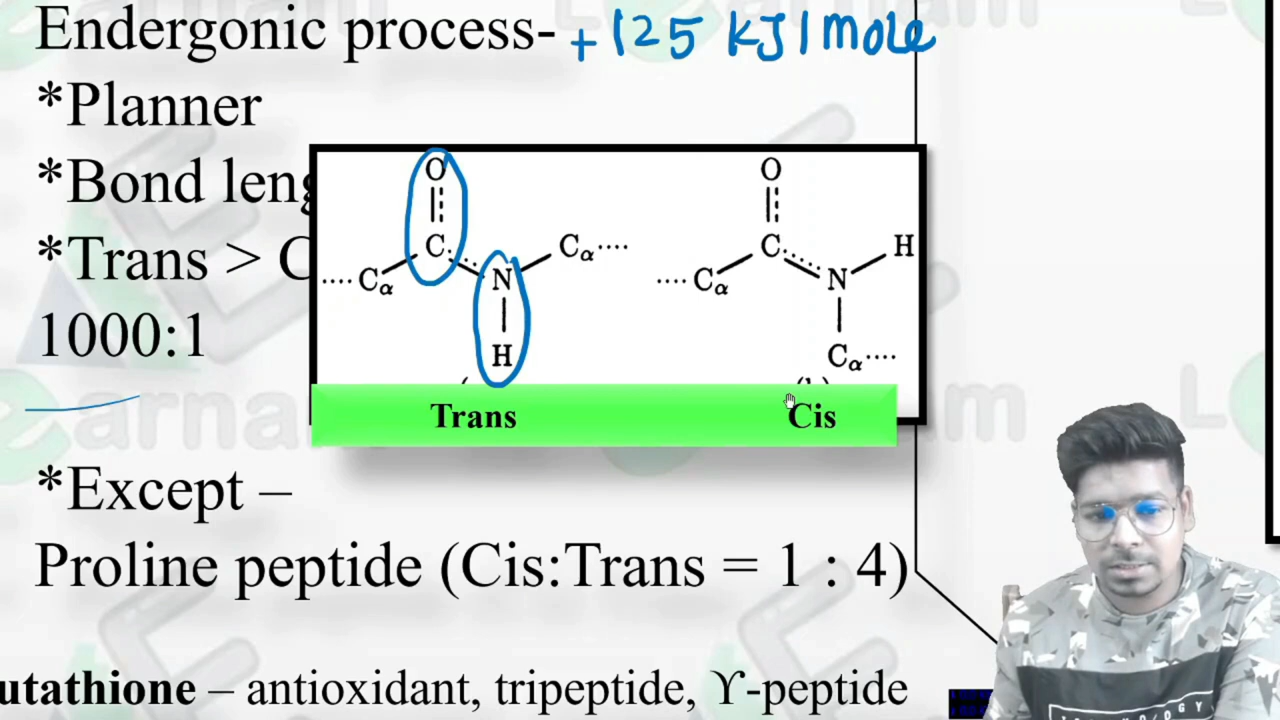 Endergonic process- +125 KJ/mole
*Planner
*Bond leng
*Trans > C
1000:1
O O
C C N H
.... Cα N Cα .... .... Cα
H Cα ....
Trans Cis
*Except –
Proline peptide (Cis:Trans = 1 : 4)
utathione – antioxidant, tripeptide, ϒ-peptide
earnam